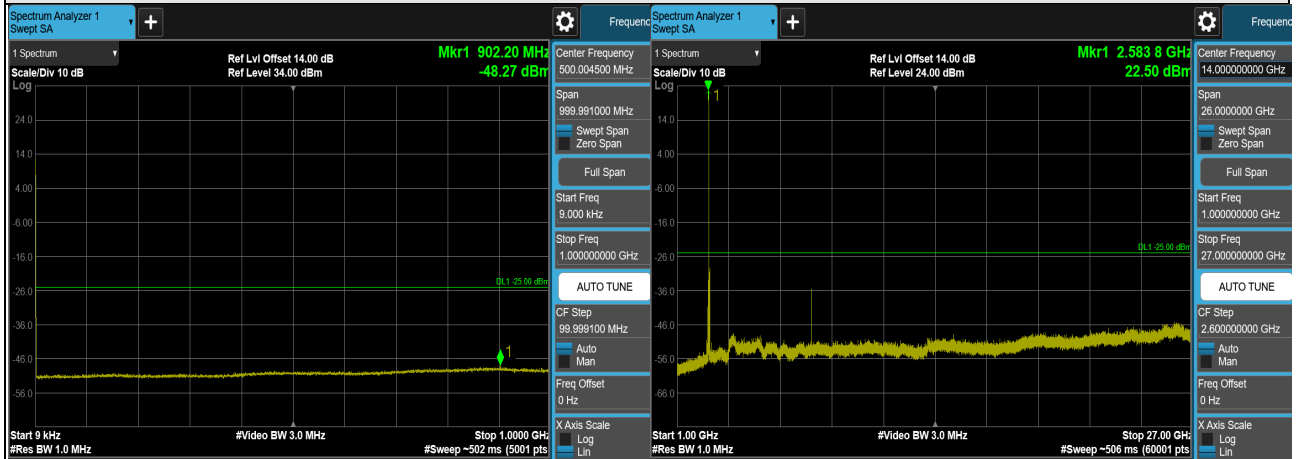 Spectrum Analyzer 1
Swept SA
+
Frequenc
1 Spectrum
Scale/Div 10 dB
Log
Ref Lvl Offset 14.00 dB
Ref Level 34.00 dBm
Mkr1 902.20 MHz
-48.27 dBm
24.0
14.0
4.00
-6.00
-16.0
-26.0
-36.0
-46.0
-56.0
DL1 -25.00 dBm
1
Start 9 kHz
#Res BW 1.0 MHz
#Video BW 3.0 MHz
Stop 1.0000 GHz
#Sweep ~502 ms (5001 pts
Center Frequency
500.004500 MHz
Span
999.991000 MHz
Swept Span
Zero Span
Full Span
Start Freq
9.000 kHz
Stop Freq
1.000000000 GHz
AUTO TUNE
CF Step
99.999100 MHz
Auto
Man
Freq Offset
0 Hz
X Axis Scale
Log
Lin
Spectrum Analyzer 1
Swept SA
+
Frequenc
1 Spectrum
Scale/Div 10 dB
Log
Ref Lvl Offset 14.00 dB
Ref Level 24.00 dBm
Mkr1 2.583 8 GHz
22.50 dBm
1
14.0
4.00
-6.00
-16.0
-26.0
-36.0
-46.0
-56.0
-66.0
DL1 -25.00 dBm
Start 1.00 GHz
#Res BW 1.0 MHz
#Video BW 3.0 MHz
Stop 27.00 GHz
#Sweep ~506 ms (60001 pts
Center Frequency
14.000000000 GHz
Span
26.0000000 GHz
Swept Span
Zero Span
Full Span
Start Freq
1.000000000 GHz
Stop Freq
27.000000000 GHz
AUTO TUNE
CF Step
2.600000000 GHz
Auto
Man
Freq Offset
0 Hz
X Axis Scale
Log
Lin